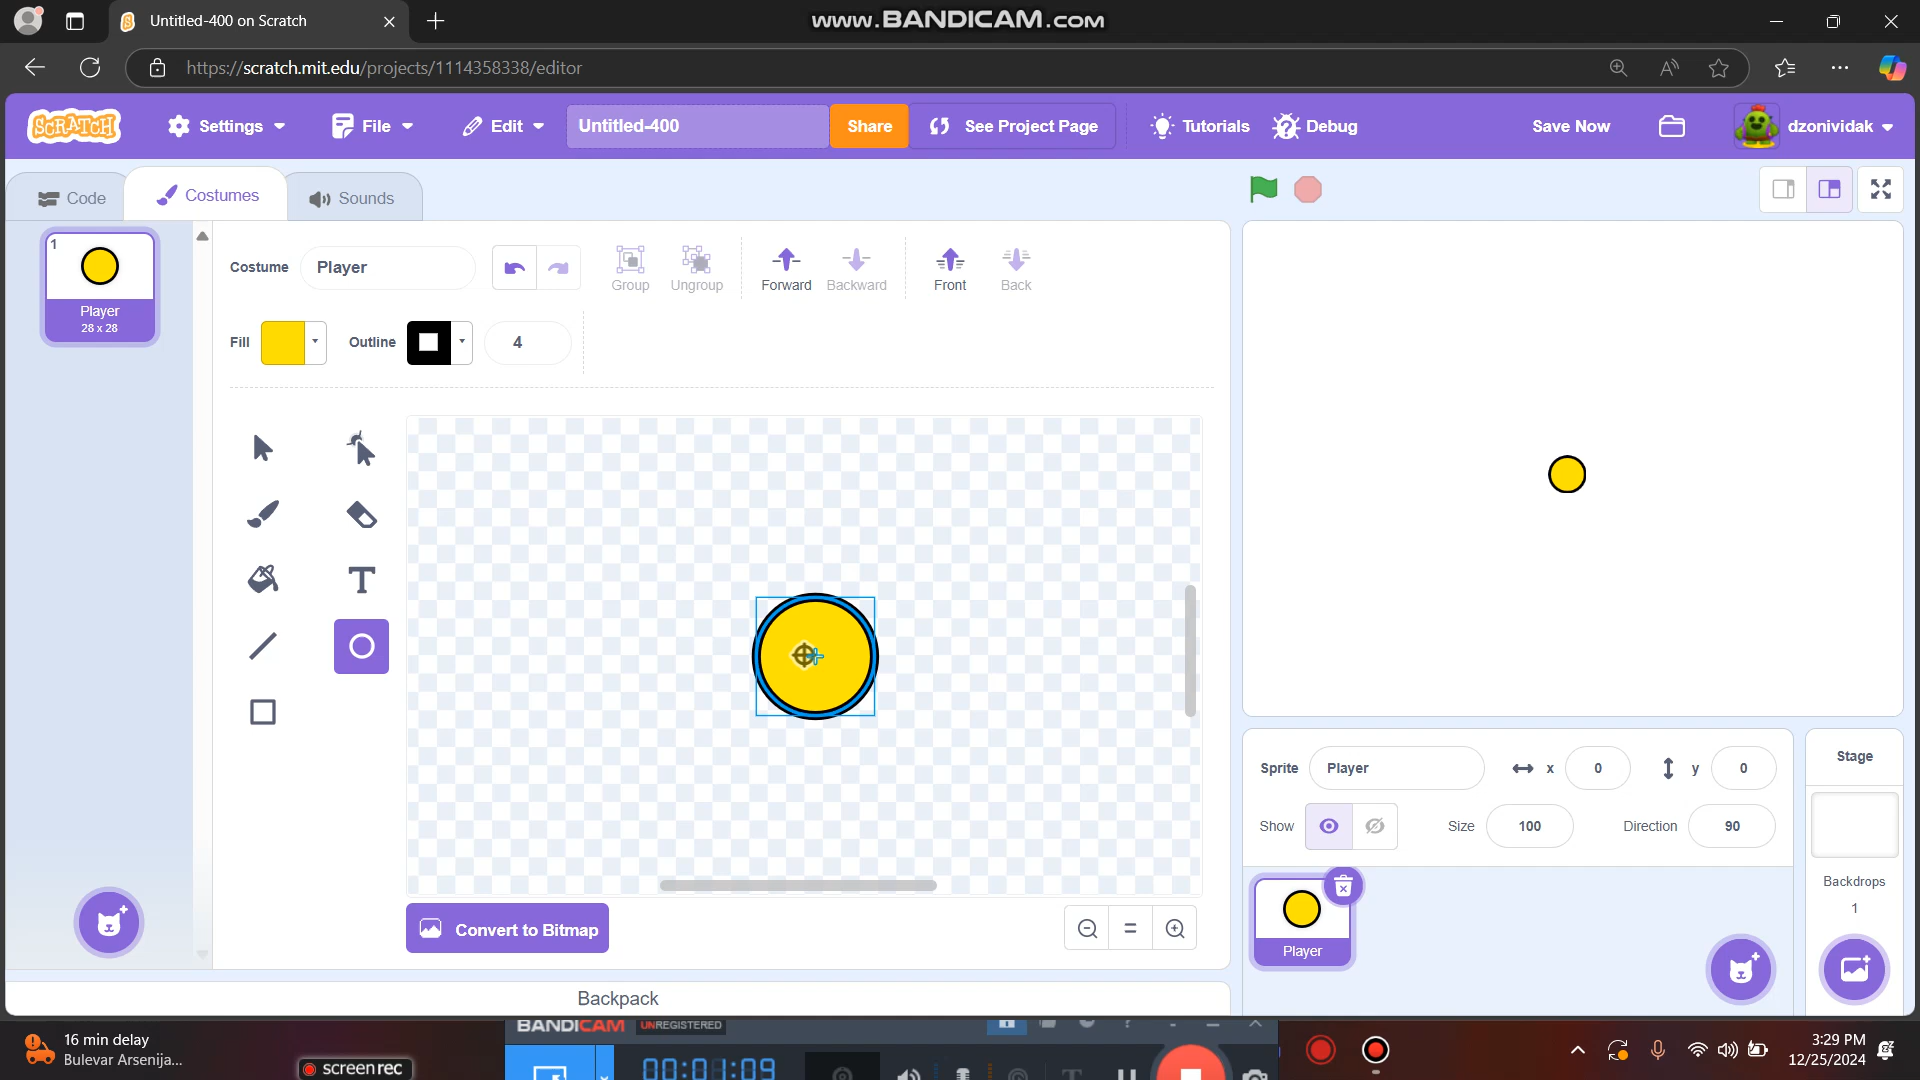 Untitled-400 on Scratch
www.BANDICAM.com
https://scratch.mit.edu/projects/1114358338/editor
SCRATCH
Settings
File
Edit
Untitled-400
Share
See Project Page
Tutorials
Debug
Save Now
dzonividak
Code
Costumes
Sounds
1
Player
28 x 28
Costume
Player
Group
Ungroup
Forward
Backward
Front
Back
Fill
Outline
4
T
Convert to Bitmap
Backpack
Sprite
Player
x
0
y
0
Show
Size
100
Direction
90
Player
Stage
Backdrops
1
16 min delay
Bulevar Arsenija...
screenrec
BANDICAM
UNREGISTERED
00:01:09
3:29 PM
12/25/2024